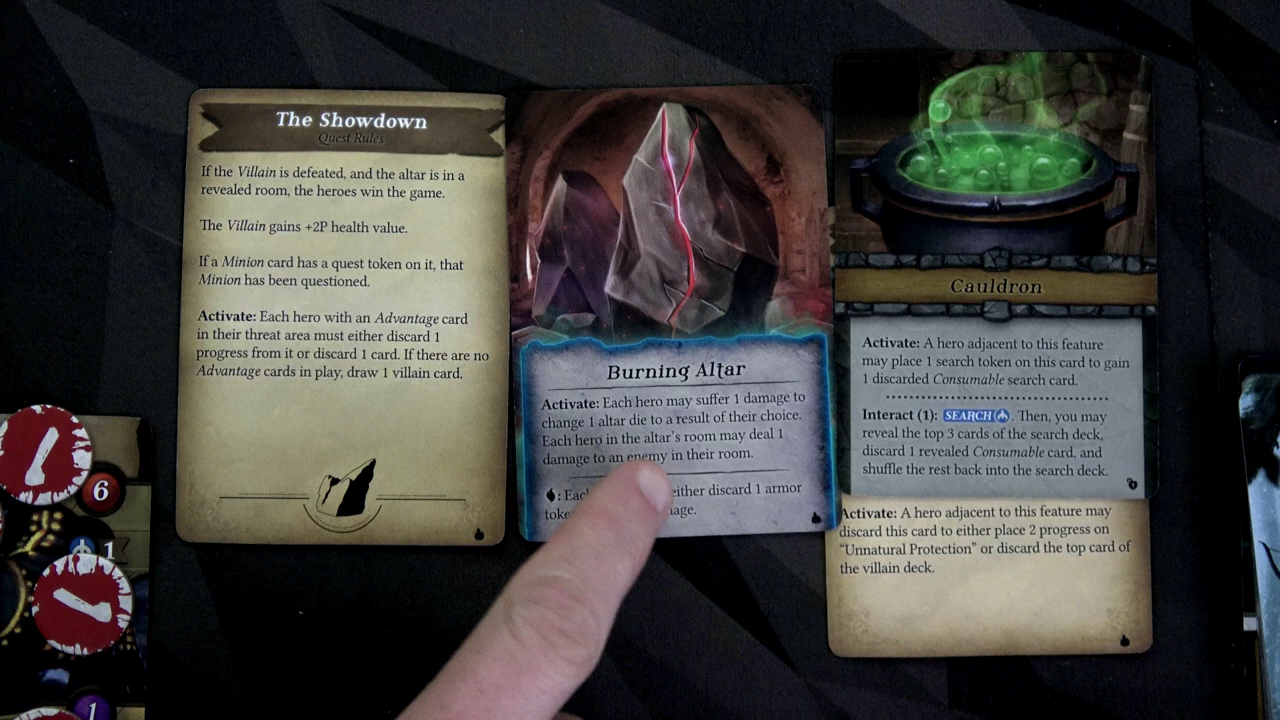 The Showdown
Quest Rules
If the Villain is defeated, and the altar is in a
revealed room, the heroes win the game.
The Villain gains +2P health value.
If a Minion card has a quest token on it, that
Minion has been questioned.
Activate: Each hero with an Advantage card
in their threat area must either discard 1
progress from it or discard 1 card. If there are no
Advantage cards in play, draw 1 villain card.
Burning Altar
Activate: Each hero may suffer 1 damage to
change 1 altar die to a result of their choice.
Each hero in the altar's room may deal 1
damage to an enemy in their room.
: either discard 1 armor
Cauldron
Activate: A hero adjacent to this feature
may place 1 search token on this card to gain
1 discarded Consumable search card.
Interact (1): SEARCH . Then, you may
reveal the top 3 cards of the search deck,
discard 1 revealed Consumable card, and
shuffle the rest back into the search deck.
Activate: A hero adjacent to this feature may
discard this card to either place 2 progress on
"Unnatural Protection" or discard the top card of
the villain deck.
6
1
1